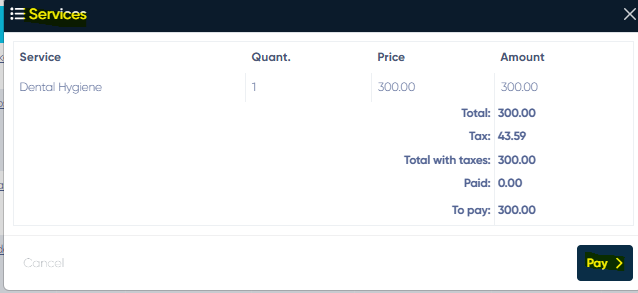 Services
Service Quant. Price Amount
Dental Hygiene 1 300.00 300.00
Total: 300.00
Tax: 43.59
Total with taxes: 300.00
Paid: 0.00
To pay: 300.00
Cancel Pay